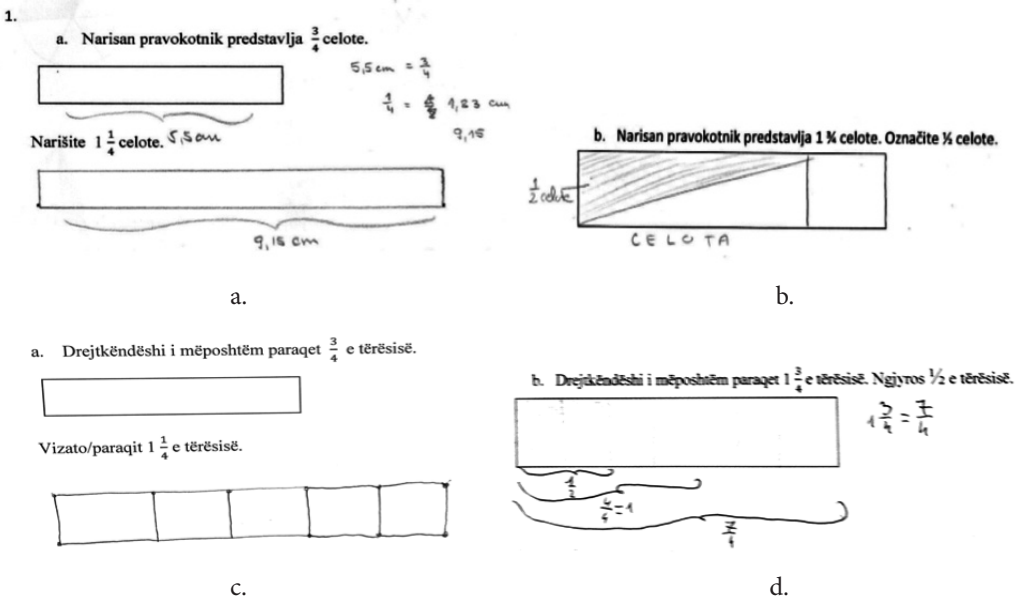 1.
a. Narisan pravokotnik predstavlja 3/4 celote.
5,5 cm = 3/4
1/4 = 1,83 cm
9,15
Narišite 1 1/4 celote. 5,5 cm
9,15 cm
b. Narisan pravokotnik predstavlja 1 ¾ celote. Označite ½ celote.
1/2 celote
CELOTA
a.
b.
a. Drejtkëndëshi i mëposhtëm paraqet 3/4 e tërësisë.
Vizato/paraqit 1 1/4 e tërësisë.
b. Drejtkëndëshi i mëposhtëm paraqet 1 3/4 e tërësisë. Ngjyros ½ e tërësisë.
1 3/4 = 7/4
1/2
4/4 = 1
7/4
c.
d.